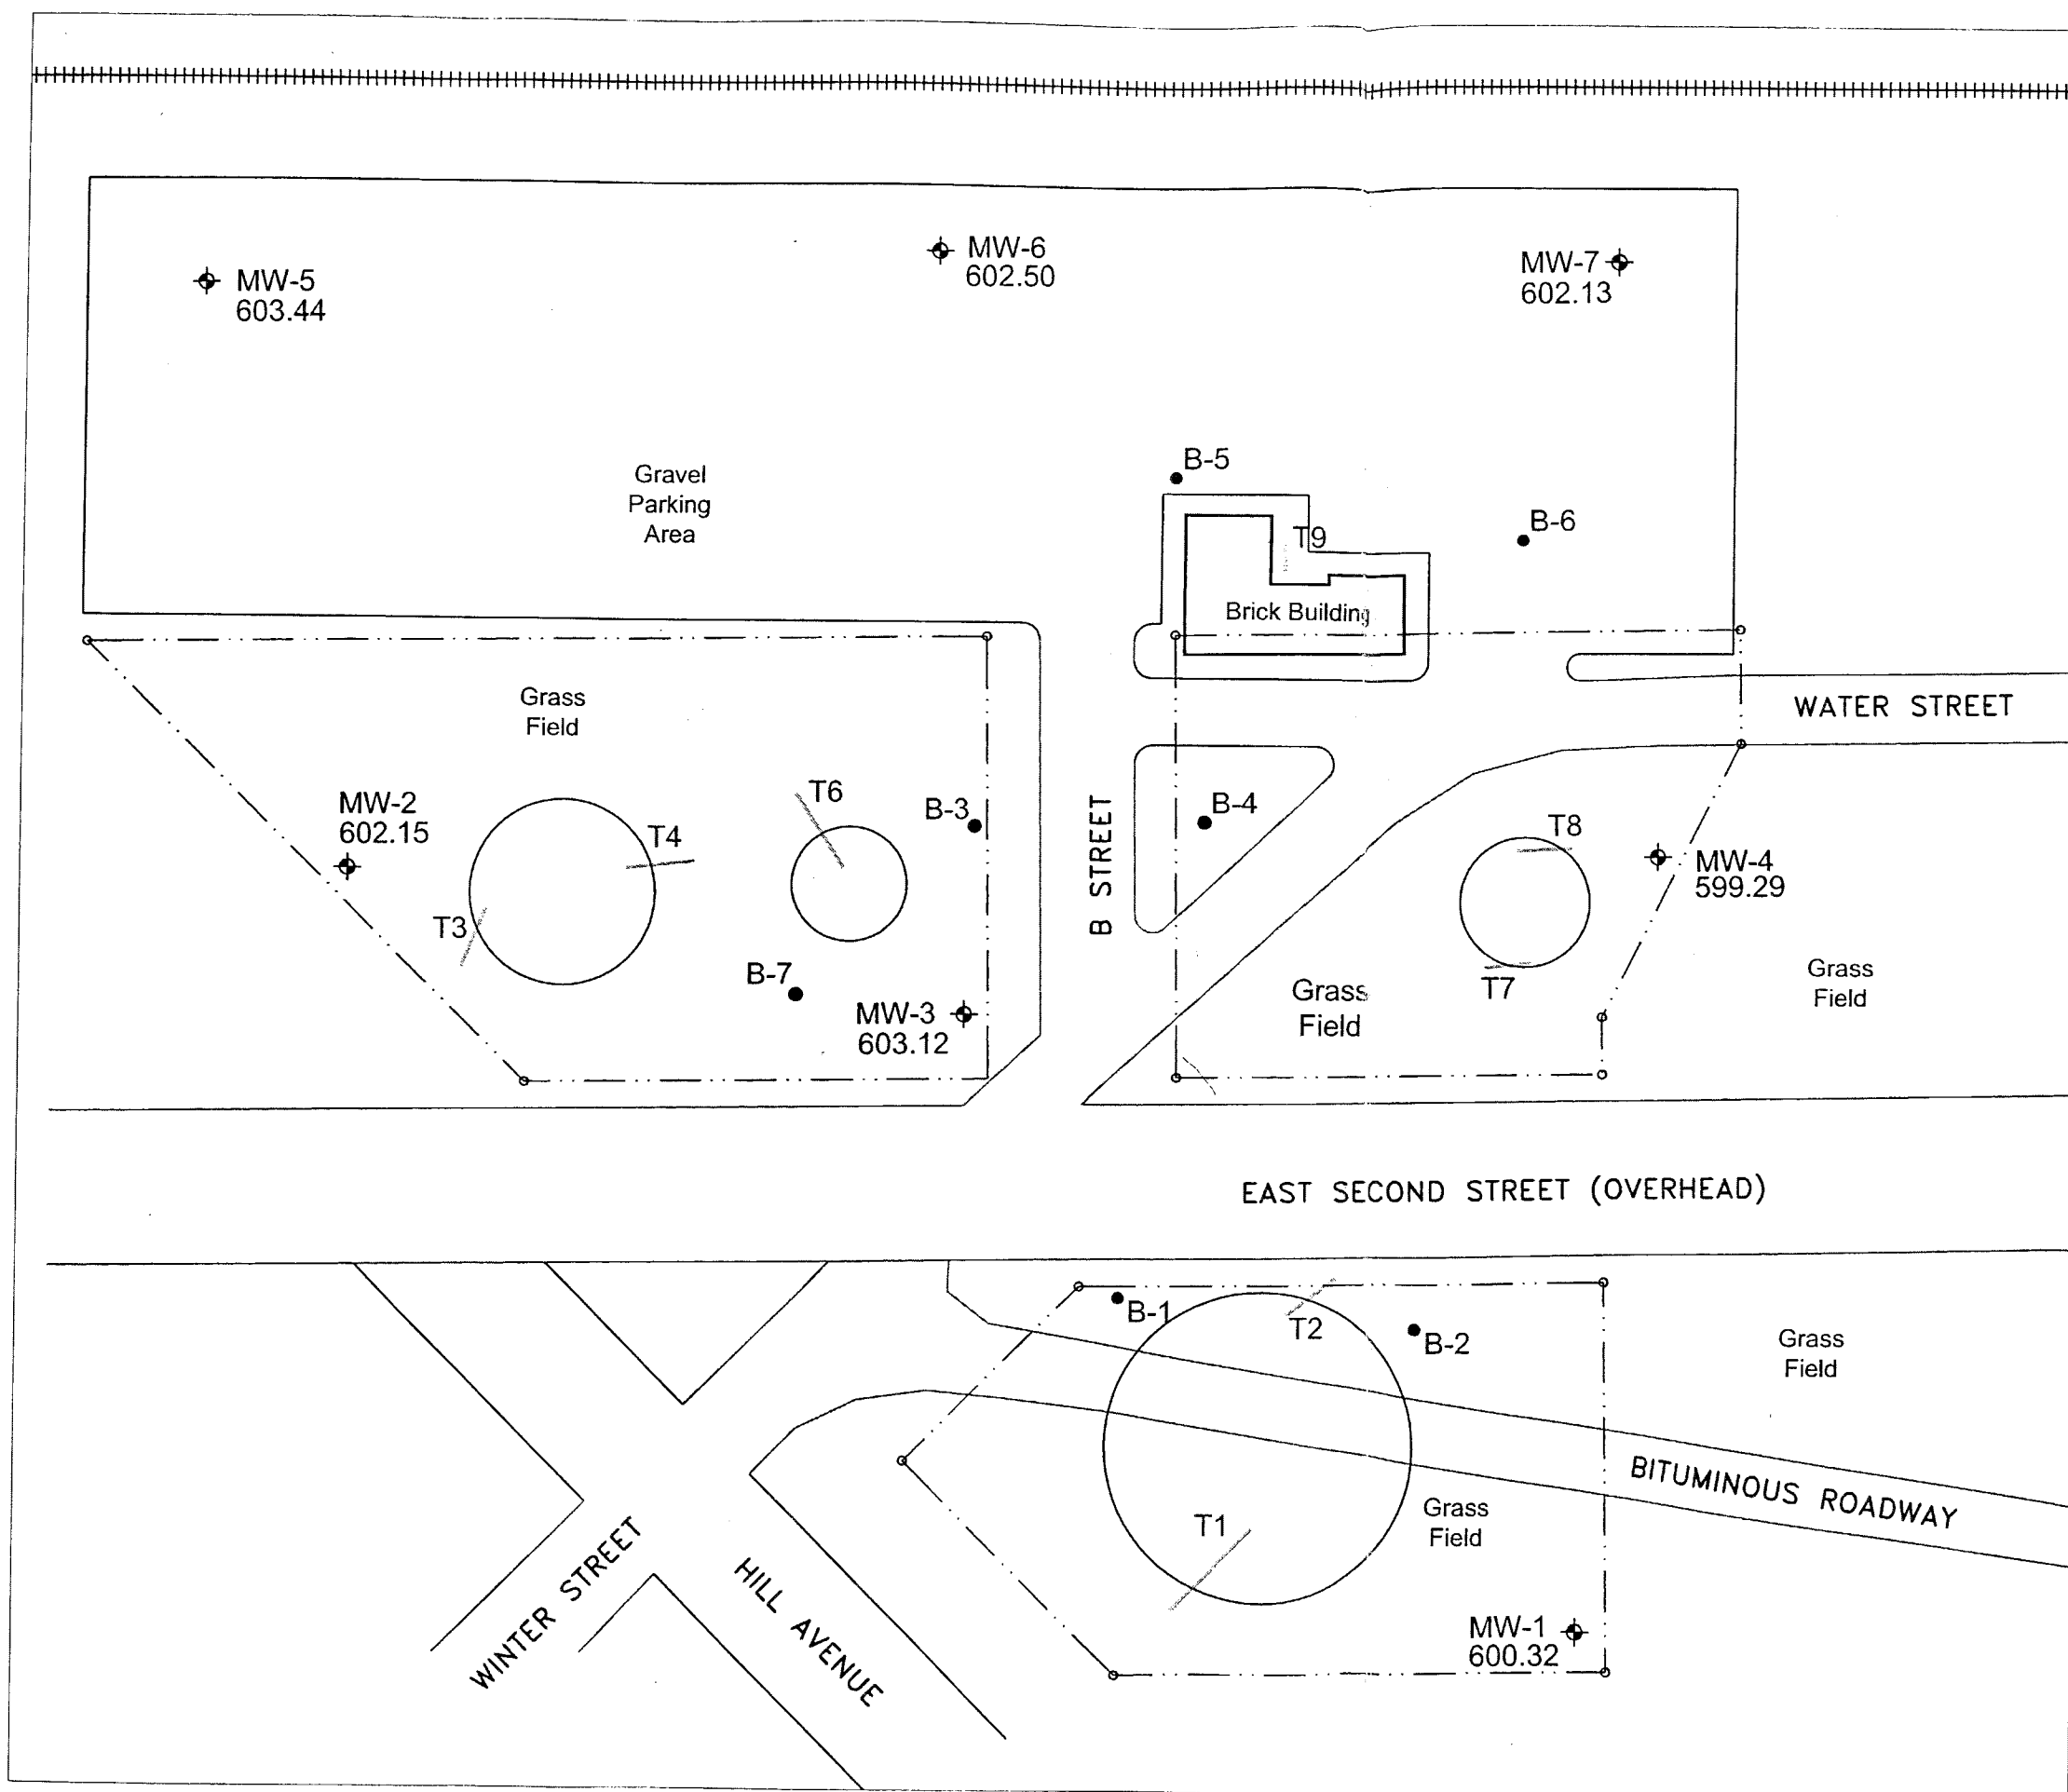 MW-5
603.44
MW-6
602.50
MW-7
602.13
Gravel
Parking
Area
B-5
T9
B-6
Brick Building
Grass
Field
WATER STREET
MW-2
602.15
T4
T3
T6
B-3
B-7
MW-3
603.12
B STREET
B-4
T8
MW-4
599.29
T7
Grass
Field
Grass
Field
EAST SECOND STREET (OVERHEAD)
B-1
T2
B-2
Grass
Field
BITUMINOUS ROADWAY
Grass
Field
T1
WINTER STREET
HILL AVENUE
MW-1
600.32